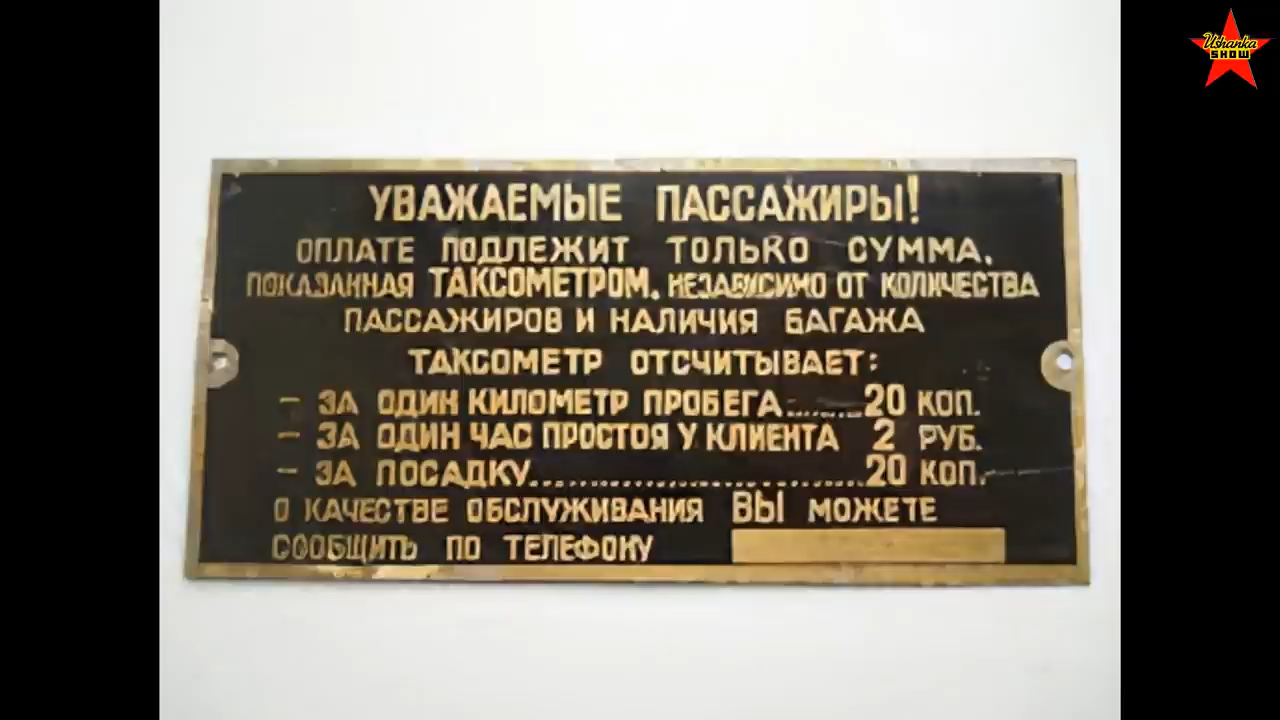 Ushanka
SHOW
УВАЖАЕМЫЕ ПАССАЖИРЫ!
ОПЛАТЕ ПОДЛЕЖИТ ТОЛЬКО СУММА,
ПОКАЗАННАЯ ТАКСОМЕТРОМ, НЕЗАВИСИМО ОТ КОЛИЧЕСТВА
ПАССАЖИРОВ И НАЛИЧИЯ БАГАЖА
ТАКСОМЕТР ОТСЧИТЫВАЕТ:
- ЗА ОДИН КИЛОМЕТР ПРОБЕГА........20 КОП.
- ЗА ОДИН ЧАС ПРОСТОЯ У КЛИЕНТА 2 РУБ.
- ЗА ПОСАДКУ..............................20 КОП.
О КАЧЕСТВЕ ОБСЛУЖИВАНИЯ ВЫ МОЖЕТЕ
СООБЩИТЬ ПО ТЕЛЕФОНУ